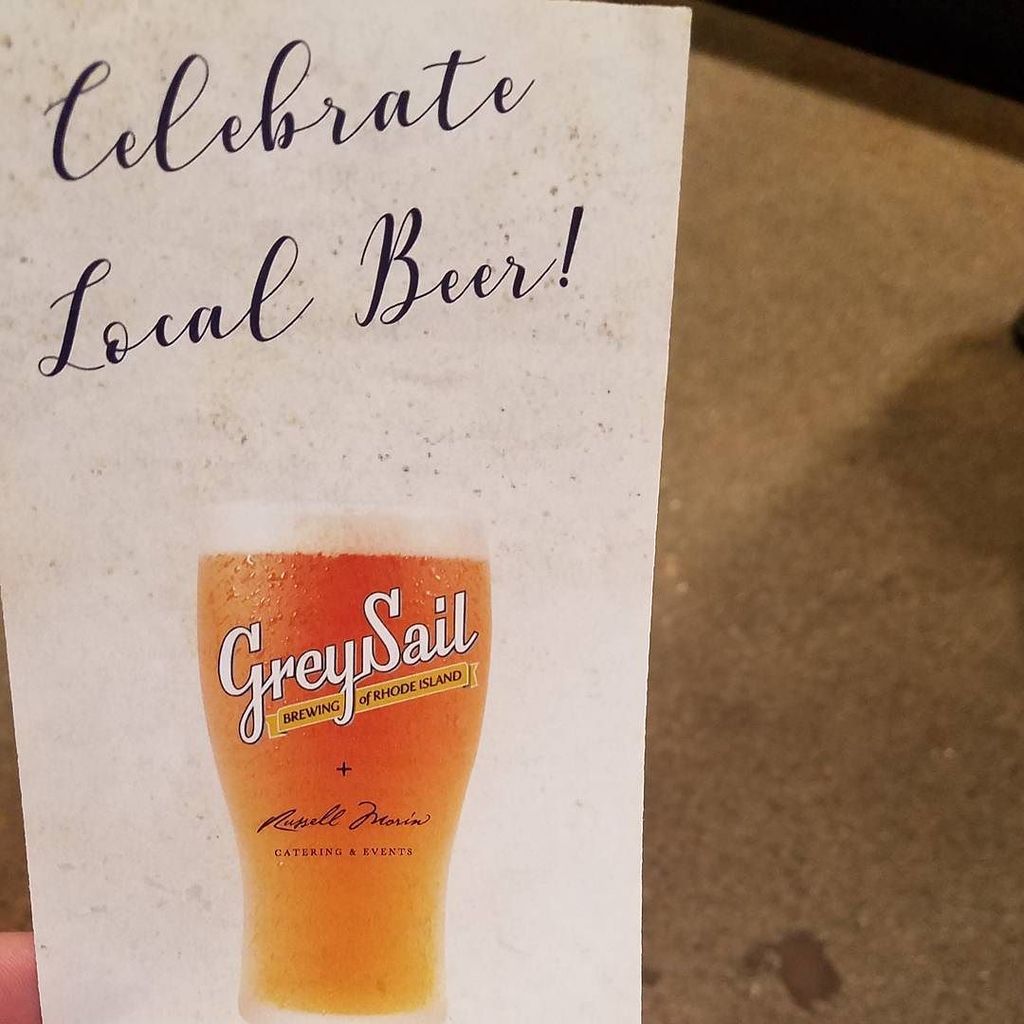 Celebrate
Local Beer!
GreySail
BREWING of RHODE ISLAND
+
Russell Morin
CATERING & EVENTS